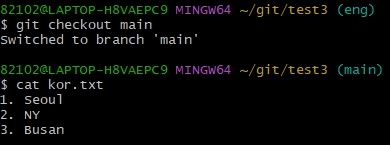 82102@LAPTOP-H8VAEPC9 MINGW64 ~/git/test3 (eng)
$ git checkout main
Switched to branch 'main'
82102@LAPTOP-H8VAEPC9 MINGW64 ~/git/test3 (main)
$ cat kor.txt
1. Seoul
2. NY
3. Busan